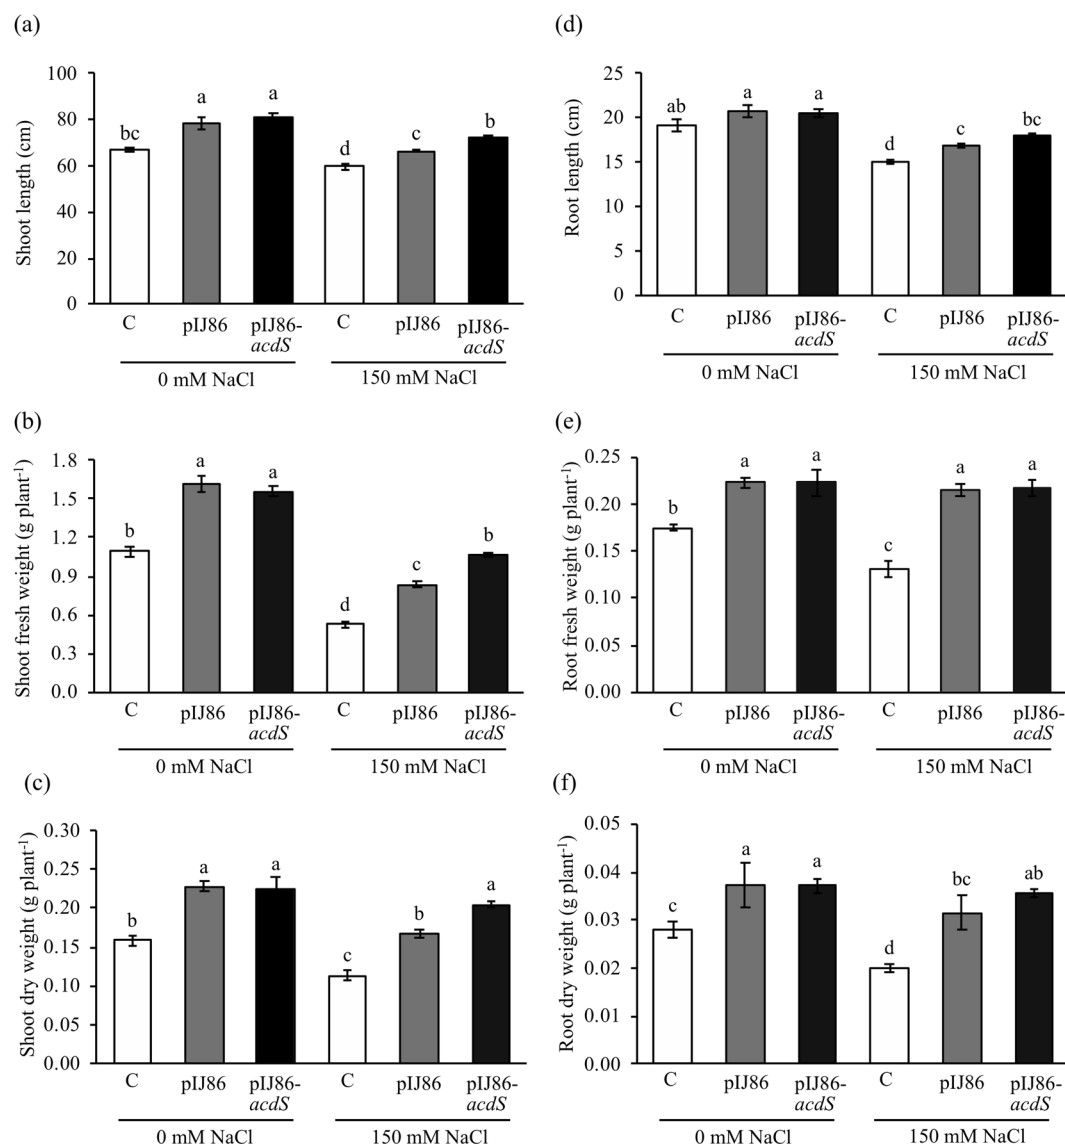 (a)
Shoot length (cm)
100
80
60
40
20
0
bc
a
a
d
c
b
C
pIJ86
pIJ86-
acdS
C
pIJ86
pIJ86-
acdS
0 mM NaCl
150 mM NaCl
(d)
Root length (cm)
25
20
15
10
5
0
ab
a
a
d
c
bc
C
pIJ86
pIJ86-
acdS
C
pIJ86
pIJ86-
acdS
0 mM NaCl
150 mM NaCl
(b)
Shoot fresh weight (g plant-1)
1.8
1.5
1.2
0.9
0.6
0.3
0.0
b
a
a
d
c
b
C
pIJ86
pIJ86-
acdS
C
pIJ86
pIJ86-
acdS
0 mM NaCl
150 mM NaCl
(e)
Root fresh weight (g plant-1)
0.25
0.20
0.15
0.10
0.05
0.00
b
a
a
c
a
a
C
pIJ86
pIJ86-
acdS
C
pIJ86
pIJ86-
acdS
0 mM NaCl
150 mM NaCl
(c)
Shoot dry weight (g plant-1)
0.30
0.25
0.20
0.15
0.10
0.05
0.00
b
a
a
c
b
a
C
pIJ86
pIJ86-
acdS
C
pIJ86
pIJ86-
acdS
0 mM NaCl
150 mM NaCl
(f)
Root dry weight (g plant-1)
0.05
0.04
0.03
0.02
0.01
0.00
c
a
a
d
bc
ab
C
pIJ86
pIJ86-
acdS
C
pIJ86
pIJ86-
acdS
0 mM NaCl
150 mM NaCl